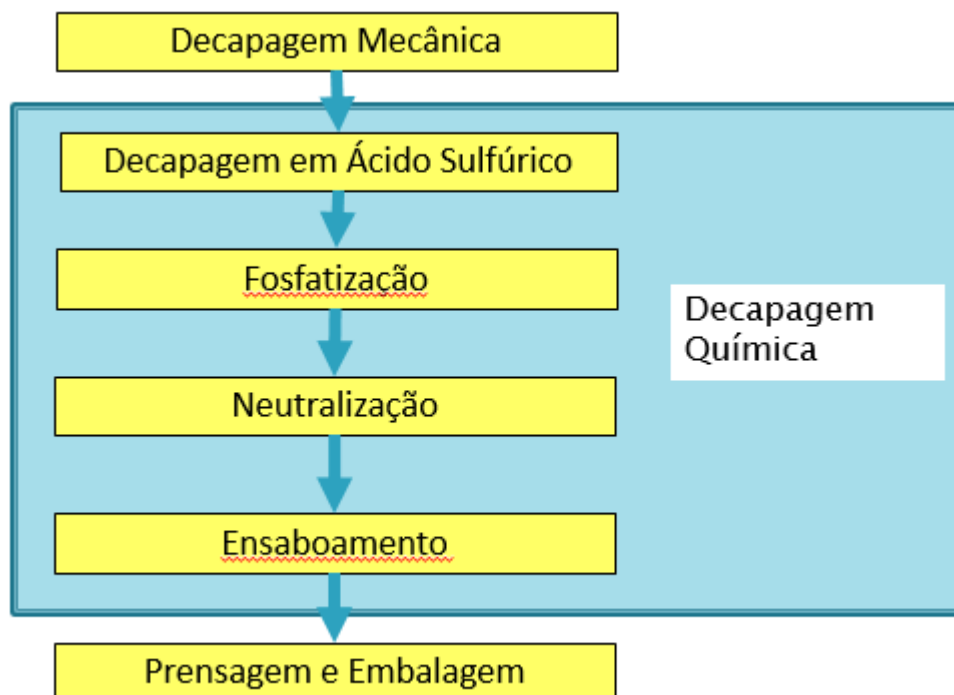 Decapagem Mecânica
Decapagem em Ácido Sulfúrico
Fosfatização
Decapagem
Química
Neutralização
Ensaboamento
Prensagem e Embalagem